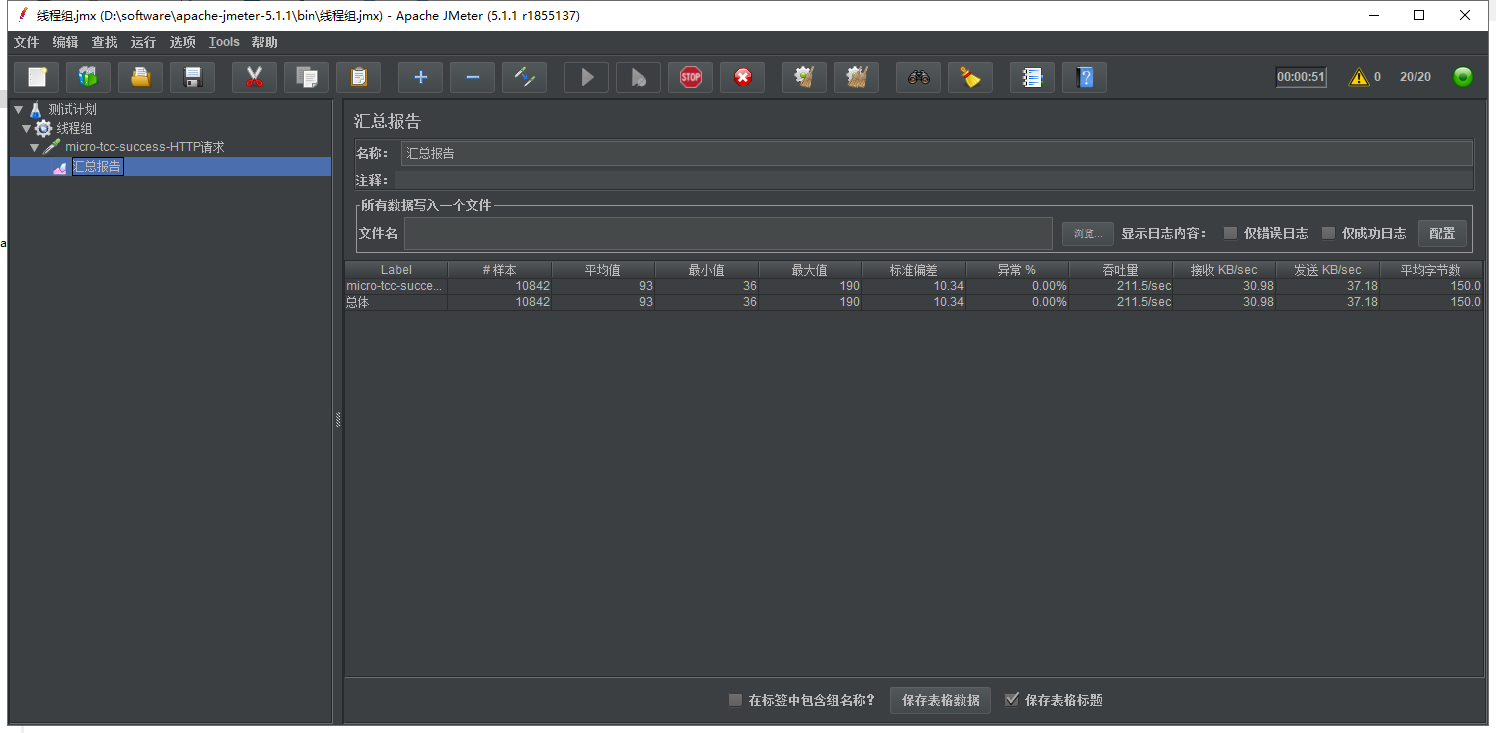 线程组.jmx (D:\software\apache-jmeter-5.1.1\bin\线程组.jmx) - Apache JMeter (5.1.1 r1855137)
文件 编辑 查找 运行 选项 Tools 帮助
STOP 00:00:51 0 20/20
测试计划
线程组
micro-tcc-success-HTTP请求
汇总报告
a
汇总报告
名称： 汇总报告
注释：
所有数据写入一个文件
文件名 浏览... 显示日志内容： 仅错误日志 仅成功日志 配置
Label # 样本 平均值 最小值 最大值 标准偏差 异常 % 吞吐量 接收 KB/sec 发送 KB/sec 平均字节数
micro-tcc-succe... 10842 93 36 190 10.34 0.00% 211.5/sec 30.98 37.18 150.0
总体 10842 93 36 190 10.34 0.00% 211.5/sec 30.98 37.18 150.0
在标签中包含组名称? 保存表格数据 保存表格标题